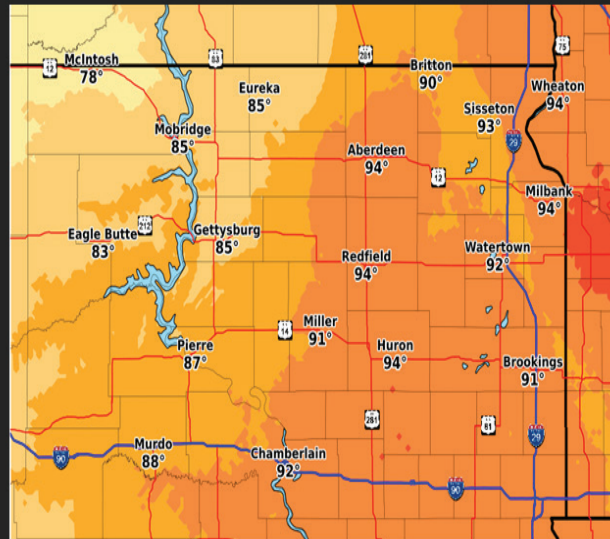 75
83
281
McIntosh
12
78°
Britton
90°
Eureka
85°
Wheaton
94°
Sisseton
93°
Mobridge
85°
29
Aberdeen
94°
12
Milbank
94°
212
Eagle Butte
83°
Gettysburg
85°
Watertown
92°
Redfield
94°
14
Miller
91°
Pierre
87°
Huron
94°
Brookings
91°
281
81
29
Murdo
88°
90
Chamberlain
92°
90